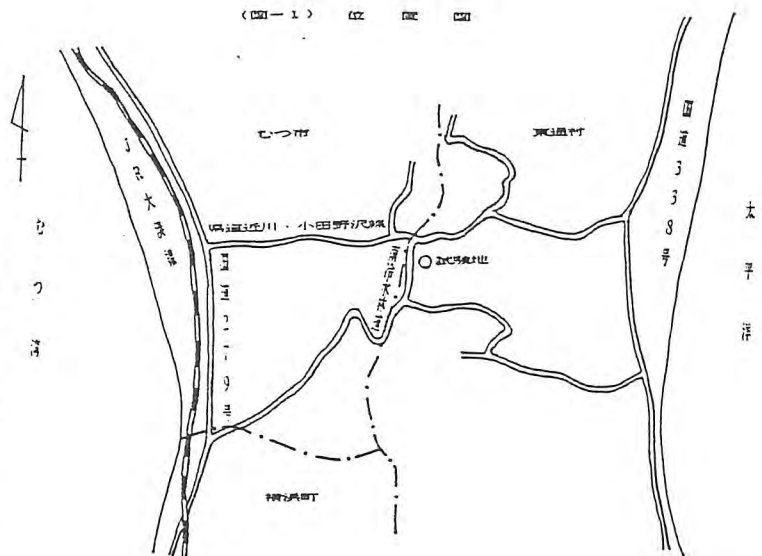 （図－１） 位 置 図
むつ市
東通村
JR大湊線
国道338号
太平洋
むつ湾
県道近川・小田野沢線
試験地
国道279号
横浜町